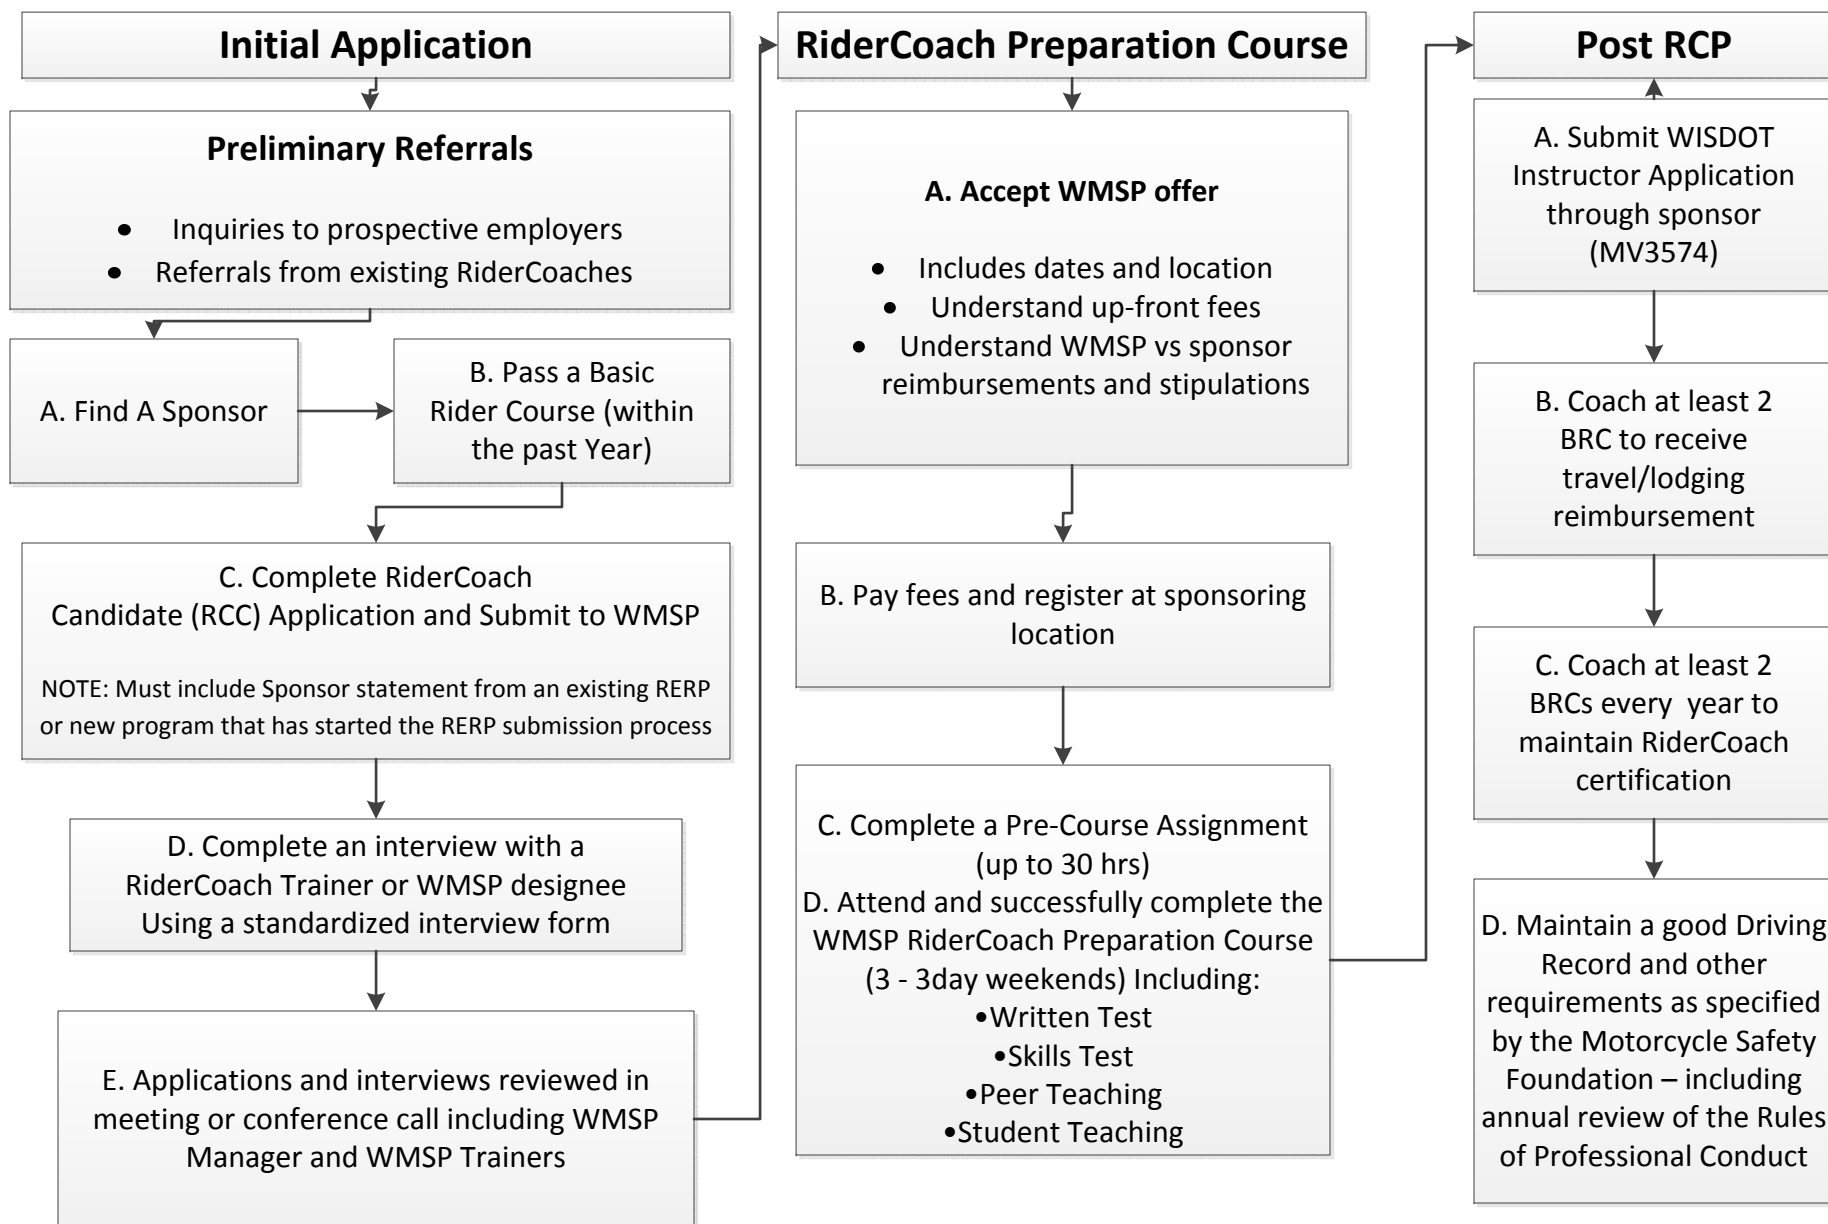 Initial Application
Preliminary Referrals
• Inquiries to prospective employers
• Referrals from existing RiderCoaches
A. Find A Sponsor
B. Pass a Basic
Rider Course (within
the past Year)
C. Complete RiderCoach
Candidate (RCC) Application and Submit to WMSP
NOTE: Must include Sponsor statement from an existing RERP
or new program that has started the RERP submission process
D. Complete an interview with a
RiderCoach Trainer or WMSP designee
Using a standardized interview form
E. Applications and interviews reviewed in
meeting or conference call including WMSP
Manager and WMSP Trainers
RiderCoach Preparation Course
A. Accept WMSP offer
• Includes dates and location
• Understand up-front fees
• Understand WMSP vs sponsor
reimbursements and stipulations
B. Pay fees and register at sponsoring
location
C. Complete a Pre-Course Assignment
(up to 30 hrs)
D. Attend and successfully complete the
WMSP RiderCoach Preparation Course
(3 - 3day weekends) Including:
•Written Test
•Skills Test
•Peer Teaching
•Student Teaching
Post RCP
A. Submit WISDOT
Instructor Application
through sponsor
(MV3574)
B. Coach at least 2
BRC to receive
travel/lodging
reimbursement
C. Coach at least 2
BRCs every  year to
maintain RiderCoach
certification
D. Maintain a good Driving
Record and other
requirements as specified
by the Motorcycle Safety
Foundation – including
annual review of the Rules
of Professional Conduct